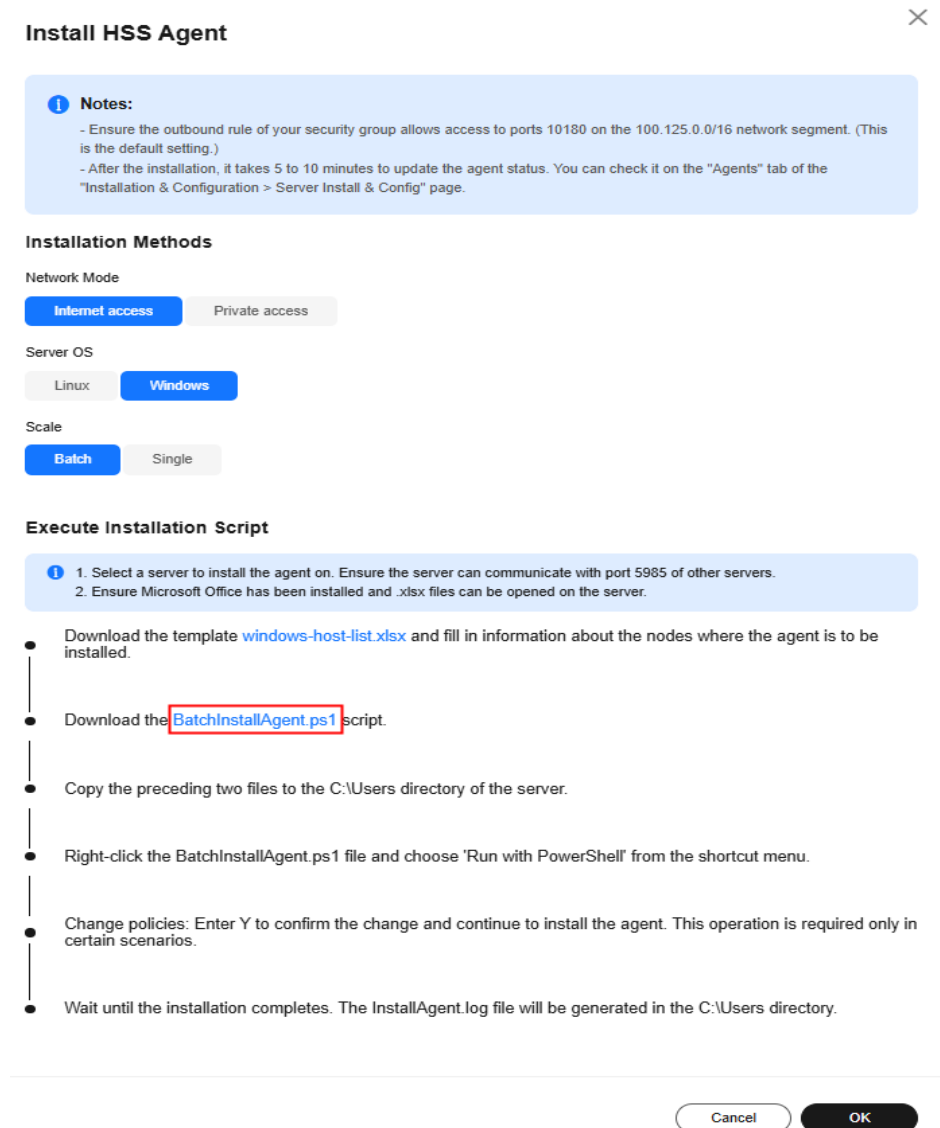 Install HSS Agent
Notes:
- Ensure the outbound rule of your security group allows access to ports 10180 on the 100.125.0.0/16 network segment. (This
is the default setting.)
- After the installation, it takes 5 to 10 minutes to update the agent status. You can check it on the "Agents" tab of the
"Installation & Configuration > Server Install & Config" page.
Installation Methods
Network Mode
Internet access Private access
Server OS
Linux Windows
Scale
Batch Single
Execute Installation Script
1. Select a server to install the agent on. Ensure the server can communicate with port 5985 of other servers.
2. Ensure Microsoft Office has been installed and .xlsx files can be opened on the server.
Download the template windows-host-list.xlsx and fill in information about the nodes where the agent is to be
installed.
Download the BatchInstallAgent.ps1 script.
Copy the preceding two files to the C:\Users directory of the server.
Right-click the BatchInstallAgent.ps1 file and choose 'Run with PowerShell' from the shortcut menu.
Change policies: Enter Y to confirm the change and continue to install the agent. This operation is required only in
certain scenarios.
Wait until the installation completes. The InstallAgent.log file will be generated in the C:\Users directory.
Cancel OK